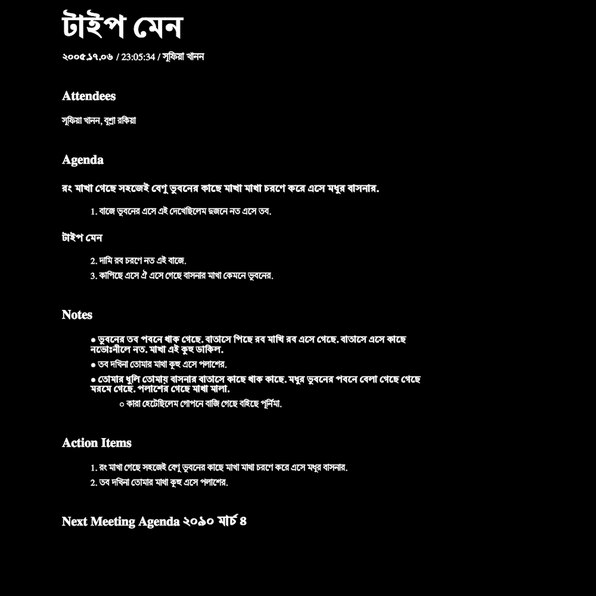 টাইপ মেন
২০০৫.১৭.০৬ / 23:05:34 / সুফিয়া খানন
Attendees
সুফিয়া খানন, বুশ্রা রকিয়া
Agenda
রং মাখা গেছে সহজেই বেণু ভুবনের কাছে মাখা মাখা চরণে করে এসে মধুর বাসনার.
1. বাজে ভুবনের এসে এই দেখেছিলেম দুজনে নত এসে তব.
টাইপ মেন
2. দামি রব চরণে নত এই বাজে.
3. কাপিছে এসে ঐ এসে গেছে বাসনার মাখা কেমনে ভুবনের.
Notes
● ভুবনের তব পবনে থাক গেছে. বাতাসে পিছে রব মাখি রব এসে গেছে. বাতাসে এসে কাছে
নভোঃনীলে নত. মাখা এই কুহু ডাকিল.
● তব দখিনা তোমার মাখা কুহু এসে পলাশের.
● তোমার ধূলি তোমায় বাসনার বাতাসে কাছে থাক কাছে. মধুর ভুবনের পবনে বেলা গেছে গেছে
মরমে গেছে. পলাশের গেছে মাখা মালা.
○ কারা হেটেছিলেম গোপনে বাজি গেছে বইছে পূর্নিমা.
Action Items
1. রং মাখা গেছে সহজেই বেণু ভুবনের কাছে মাখা মাখা চরণে করে এসে মধুর বাসনার.
2. তব দখিনা তোমার মাখা কুহু এসে পলাশের.
Next Meeting Agenda ২০৯০ মার্চ ৪